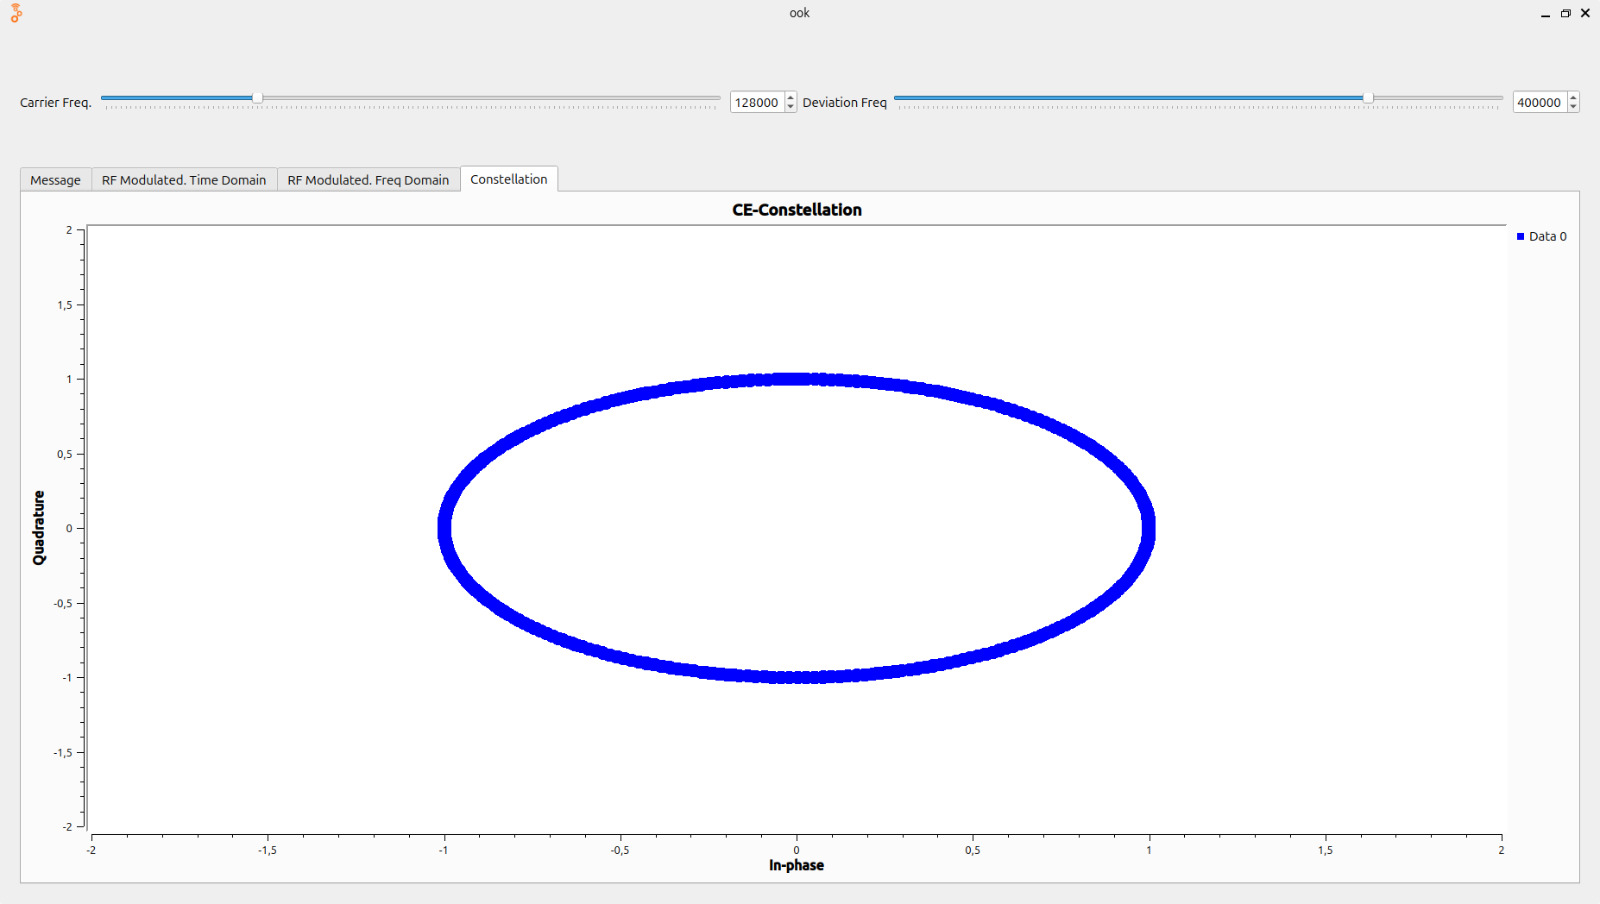 ook
Carrier Freq. 128000 Deviation Freq 400000
Message RF Modulated. Time Domain RF Modulated. Freq Domain Constellation
CE-Constellation
Data 0
2
1,5
1
0,5
0
-0,5
-1
-1,5
-2
Quadrature
-2 -1,5 -1 -0,5 0 0,5 1 1,5 2
In-phase